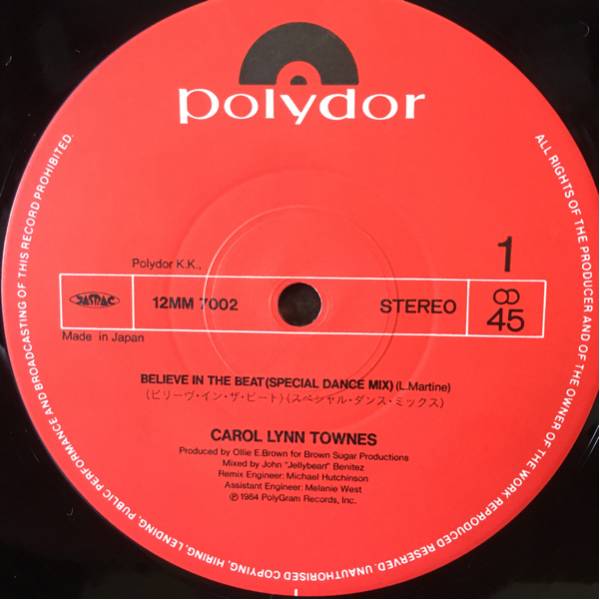 polydor
Polydor K.K.,
1
JASRAC
12MM 7002
STEREO
45
Made in Japan
BELIEVE IN THE BEAT (SPECIAL DANCE MIX) (L.Martine)
(ビリーヴ・イン・ザ・ビート) (スペシャル・ダンス・ミックス)
CAROL LYNN TOWNES
Produced by Ollie E.Brown for Brown Sugar Productions
Mixed by John "Jellybean" Benitez
Remix Engineer: Michael Hutchinson
Assistant Engineer: Melanie West
Ⓟ 1984 PolyGram Records, Inc.
ALL RIGHTS OF THE PRODUCER AND OF THE OWNER OF THE WORK REPRODUCED RESERVED. UNAUTHORISED COPYING, HIRING, LENDING, PUBLIC PERFORMANCE AND BROADCASTING OF THIS RECORD PROHIBITED.